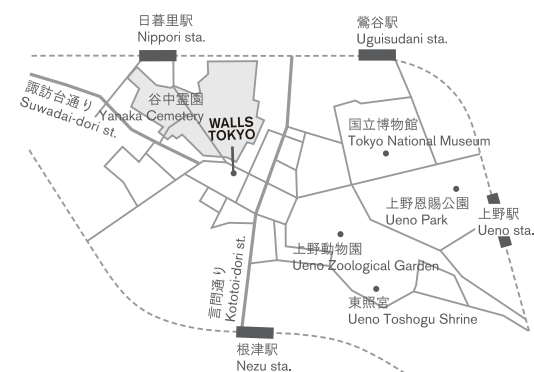 日暮里駅
Nippori sta.
鶯谷駅
Uguisudani sta.
諏訪台通り
Suwadai-dori st.
谷中霊園
Yanaka Cemetery
WALLS
TOKYO
国立博物館
Tokyo National Museum
上野恩賜公園
Ueno Park
上野駅
Ueno sta.
上野動物園
Ueno Zoological Garden
言問通り
Kototoi-dori st.
東照宮
Ueno Toshogu Shrine
根津駅
Nezu sta.